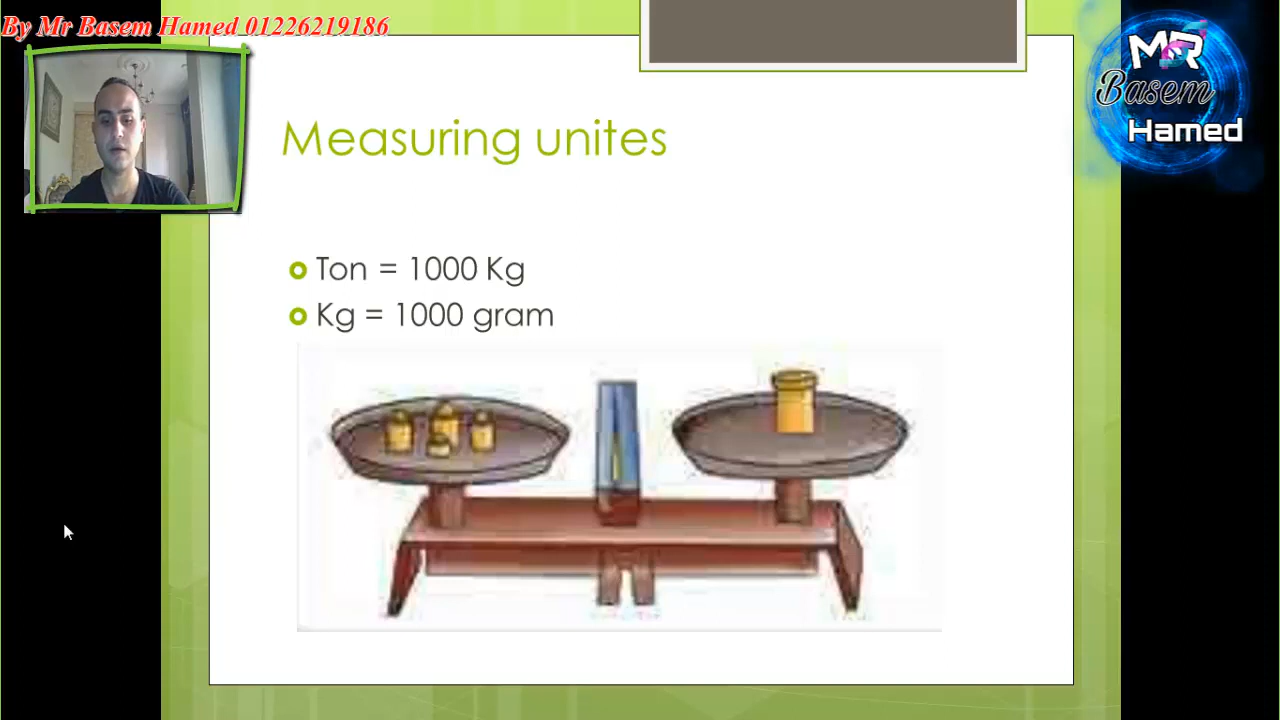 By Mr Basem Hamed 01226219186
MR
Basem
Hamed
Measuring unites
Ton = 1000 Kg
Kg = 1000 gram